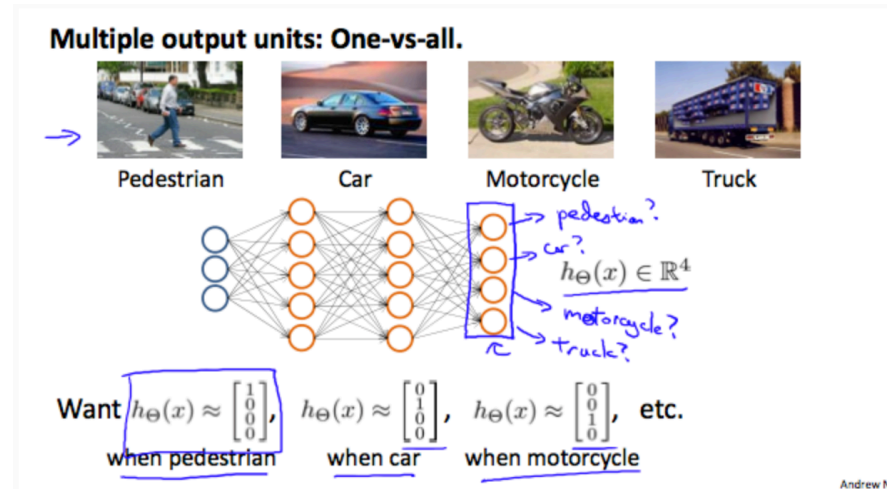 Multiple output units: One-vs-all.
Pedestrian Car Motorcycle Truck
pedestrian?
car?
hΘ(x) ∈ ℝ⁴
motorcycle?
truck?
Want hΘ(x) ≈ [1 0 0 0], hΘ(x) ≈ [0 1 0 0], hΘ(x) ≈ [0 0 1 0], etc.
when pedestrian when car when motorcycle
Andrew N